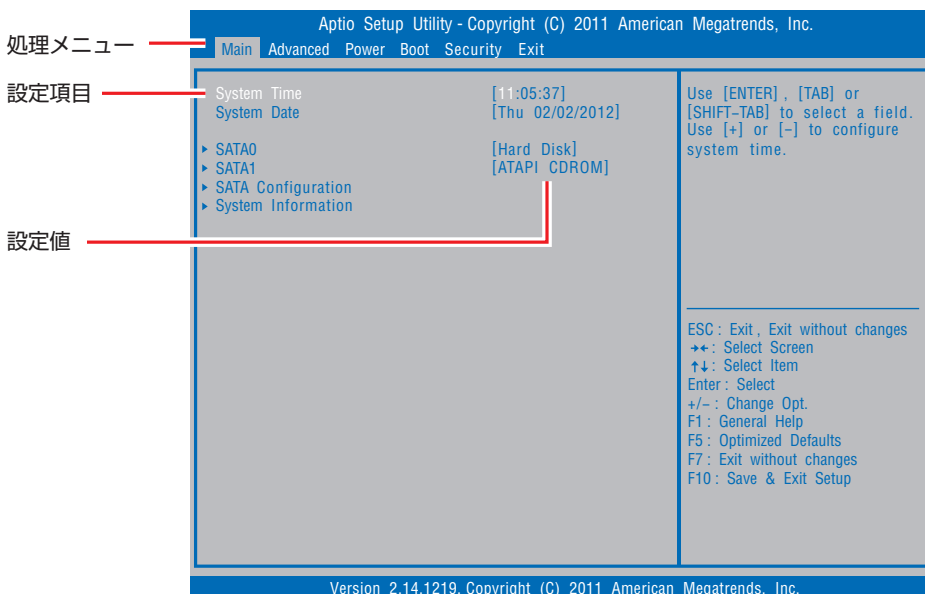 Aptio Setup Utility - Copyright (C) 2011 American Megatrends, Inc.
処理メニュー
Main Advanced Power Boot Security Exit
設定項目
System Time [11:05:37]
System Date [Thu 02/02/2012]
▸ SATA0 [Hard Disk]
▸ SATA1 [ATAPI CDROM]
▸ SATA Configuration
▸ System Information
設定値
Use [ENTER] , [TAB] or
[SHIFT-TAB] to select a field.
Use [+] or [-] to configure
system time.
ESC : Exit , Exit without changes
→←: Select Screen
↑↓: Select Item
Enter : Select
+/- : Change Opt.
F1 : General Help
F5 : Optimized Defaults
F7 : Exit without changes
F10 : Save & Exit Setup
Version 2.14.1219. Copyright (C) 2011 American Megatrends, Inc.